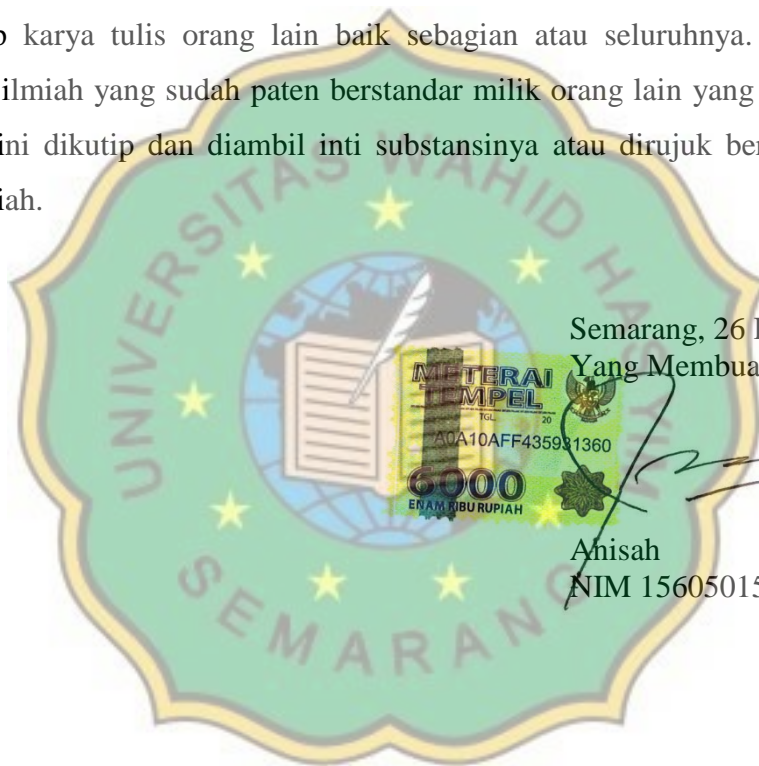 karya tulis orang lain baik sebagian atau seluruhnya.
ilmiah yang sudah paten berstandar milik orang lain yang
ini dikutip dan diambil inti substansinya atau dirujuk
iah.
UNIVERSITAS WAHID HASYIM
SEMARANG
Semarang, 26
Yang Membua
METERAI
TEMPEL
TGL. 20
A0A10AFF435931360
6000
ENAM RIBU RUPIAH
Anisah
NIM 15605015